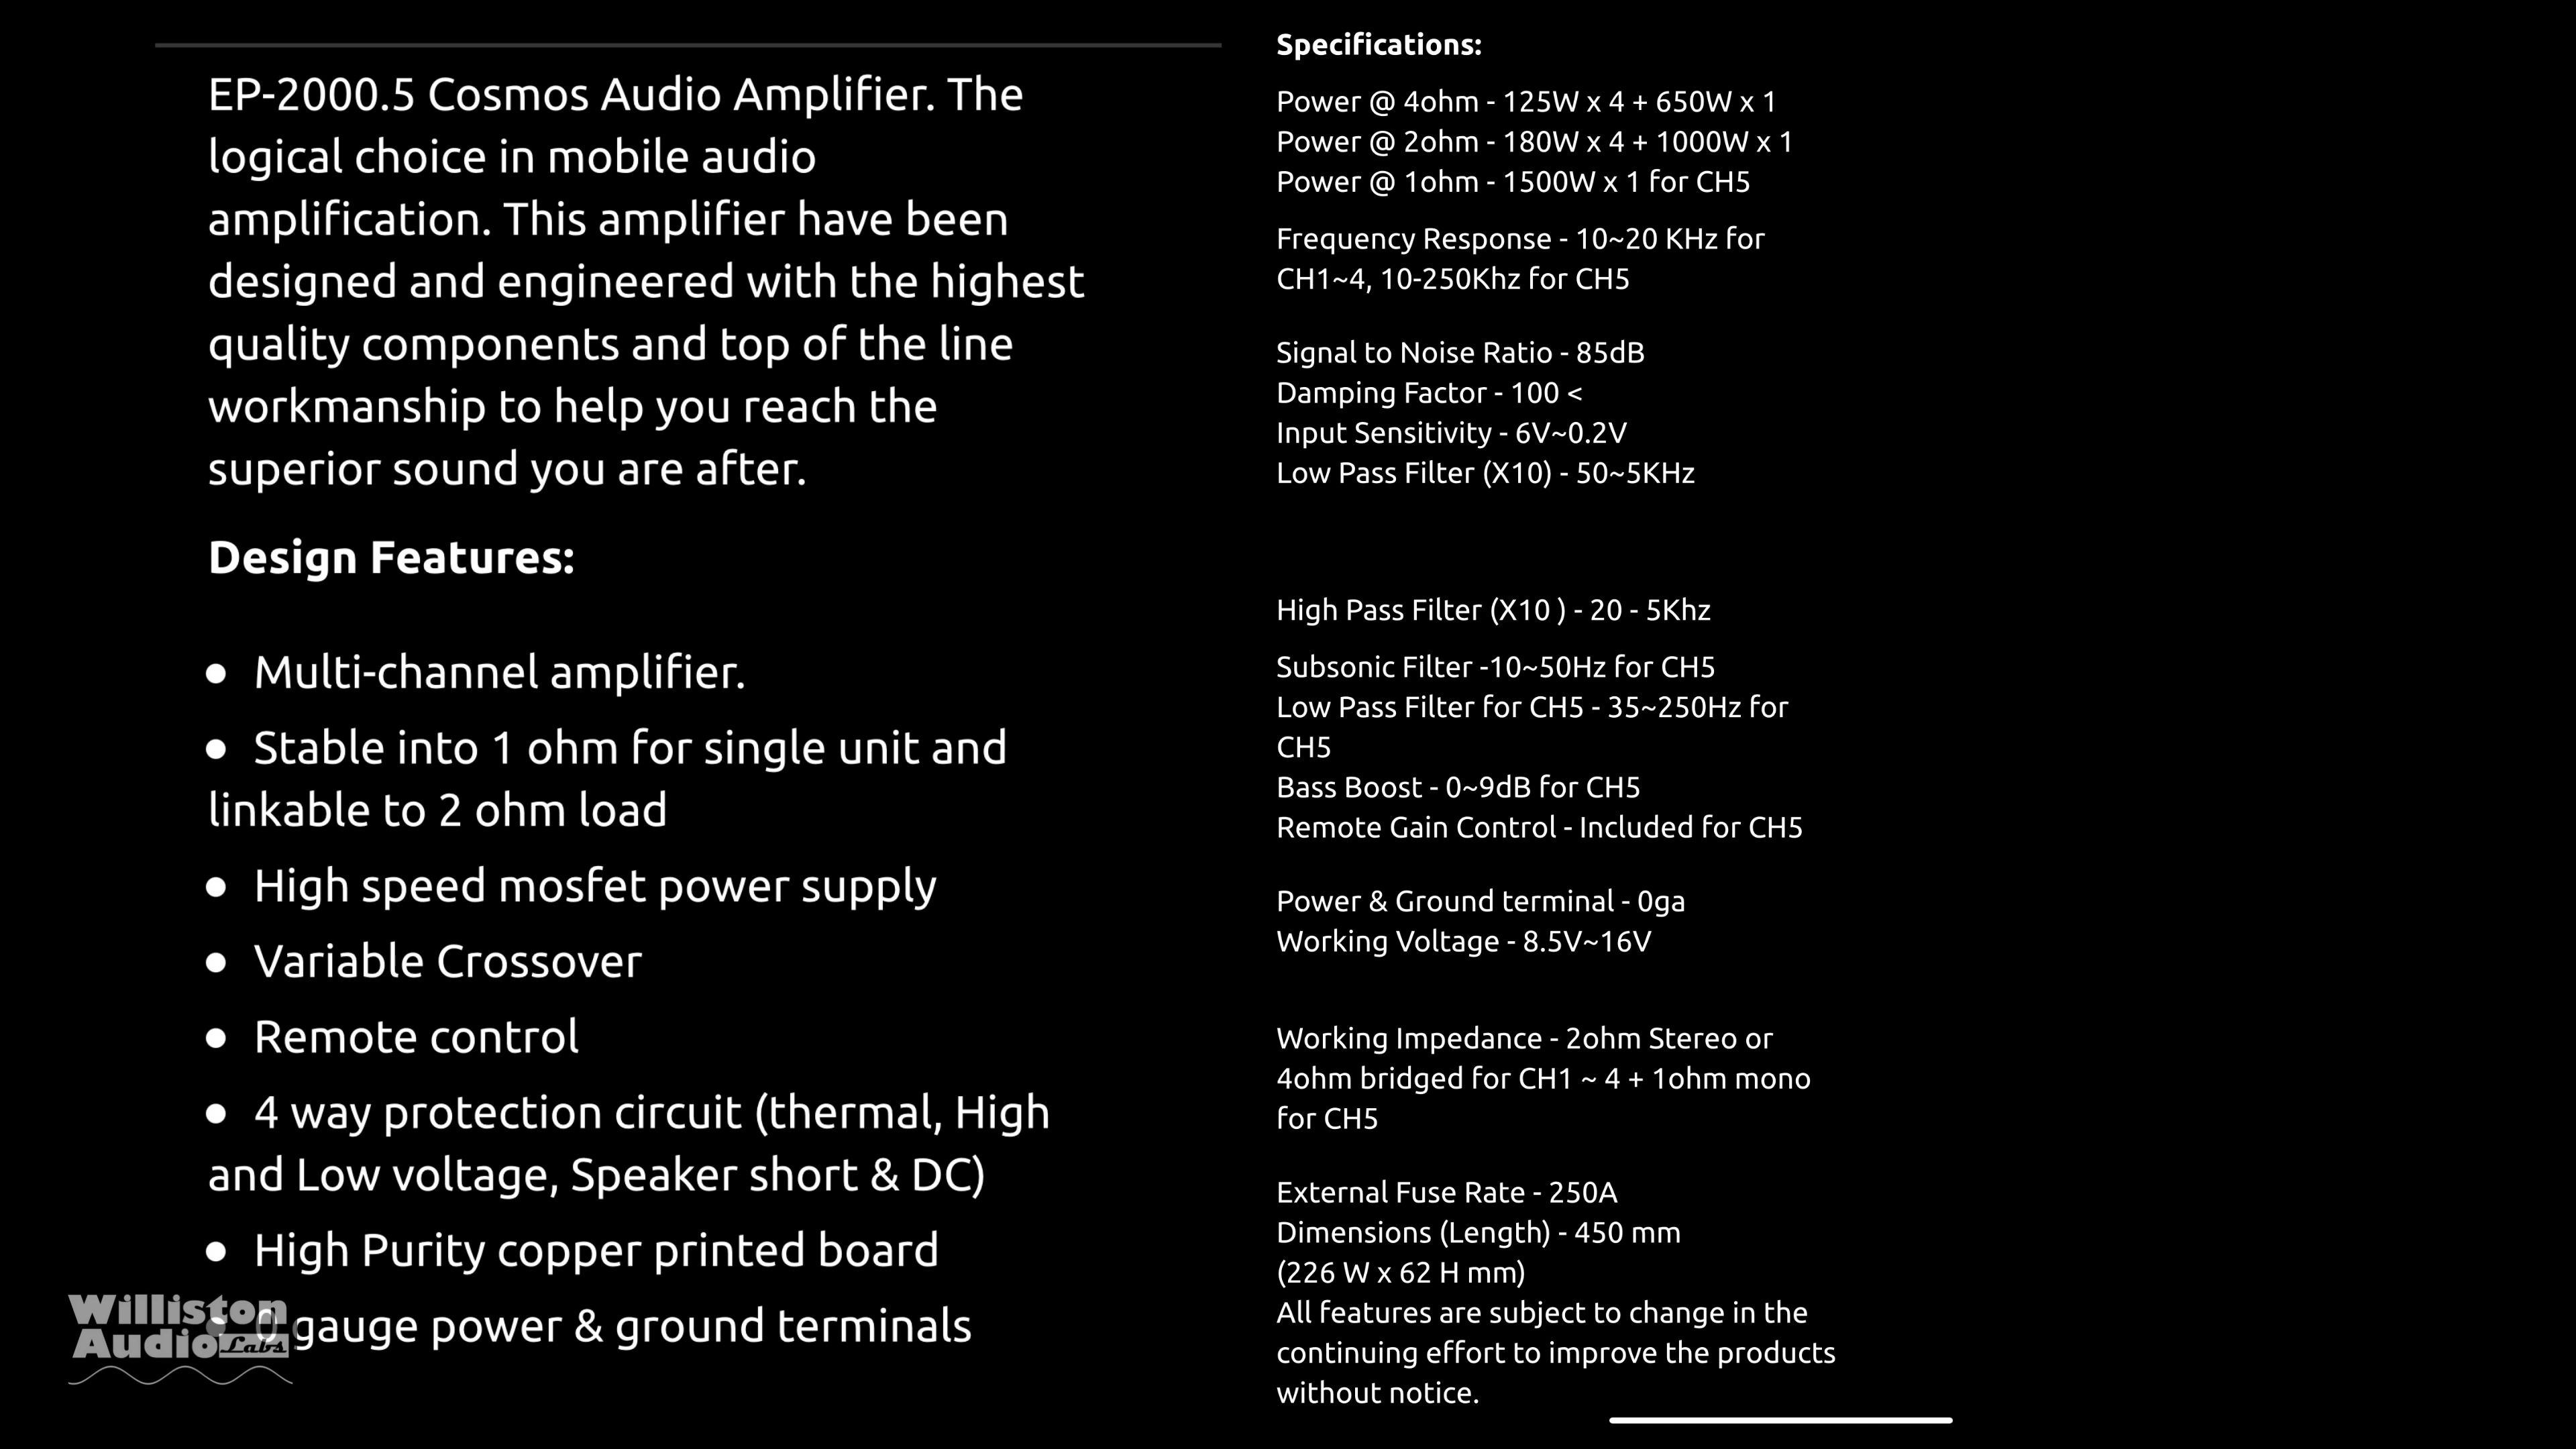 EP-2000.5 Cosmos Audio Amplifier. The
logical choice in mobile audio
amplification. This amplifier have been
designed and engineered with the highest
quality components and top of the line
workmanship to help you reach the
superior sound you are after.
Design Features:
● Multi-channel amplifier.
● Stable into 1 ohm for single unit and
linkable to 2 ohm load
● High speed mosfet power supply
● Variable Crossover
● Remote control
● 4 way protection circuit (thermal, High
and Low voltage, Speaker short & DC)
● High Purity copper printed board
● 0 gauge power & ground terminals
Williston
Audio Labs
Specifications:
Power @ 4ohm - 125W x 4 + 650W x 1
Power @ 2ohm - 180W x 4 + 1000W x 1
Power @ 1ohm - 1500W x 1 for CH5
Frequency Response - 10~20 KHz for
CH1~4, 10-250Khz for CH5
Signal to Noise Ratio - 85dB
Damping Factor - 100 <
Input Sensitivity - 6V~0.2V
Low Pass Filter (X10) - 50~5KHz
High Pass Filter (X10 ) - 20 - 5Khz
Subsonic Filter -10~50Hz for CH5
Low Pass Filter for CH5 - 35~250Hz for
CH5
Bass Boost - 0~9dB for CH5
Remote Gain Control - Included for CH5
Power & Ground terminal - 0ga
Working Voltage - 8.5V~16V
Working Impedance - 2ohm Stereo or
4ohm bridged for CH1 ~ 4 + 1ohm mono
for CH5
External Fuse Rate - 250A
Dimensions (Length) - 450 mm
(226 W x 62 H mm)
All features are subject to change in the
continuing effort to improve the products
without notice.